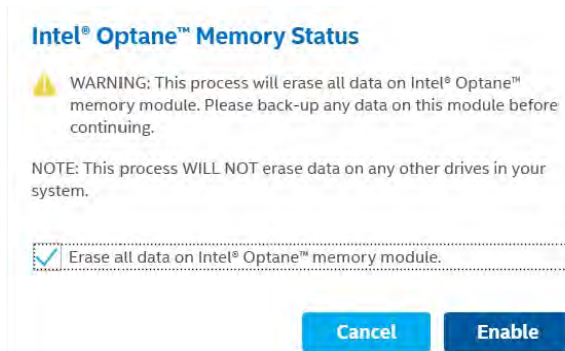 Intel® Optane™ Memory Status
WARNING: This process will erase all data on Intel® Optane™
memory module. Please back-up any data on this module before
continuing.
NOTE: This process WILL NOT erase data on any other drives in your
system.
Erase all data on Intel® Optane™ memory module.
Cancel Enable